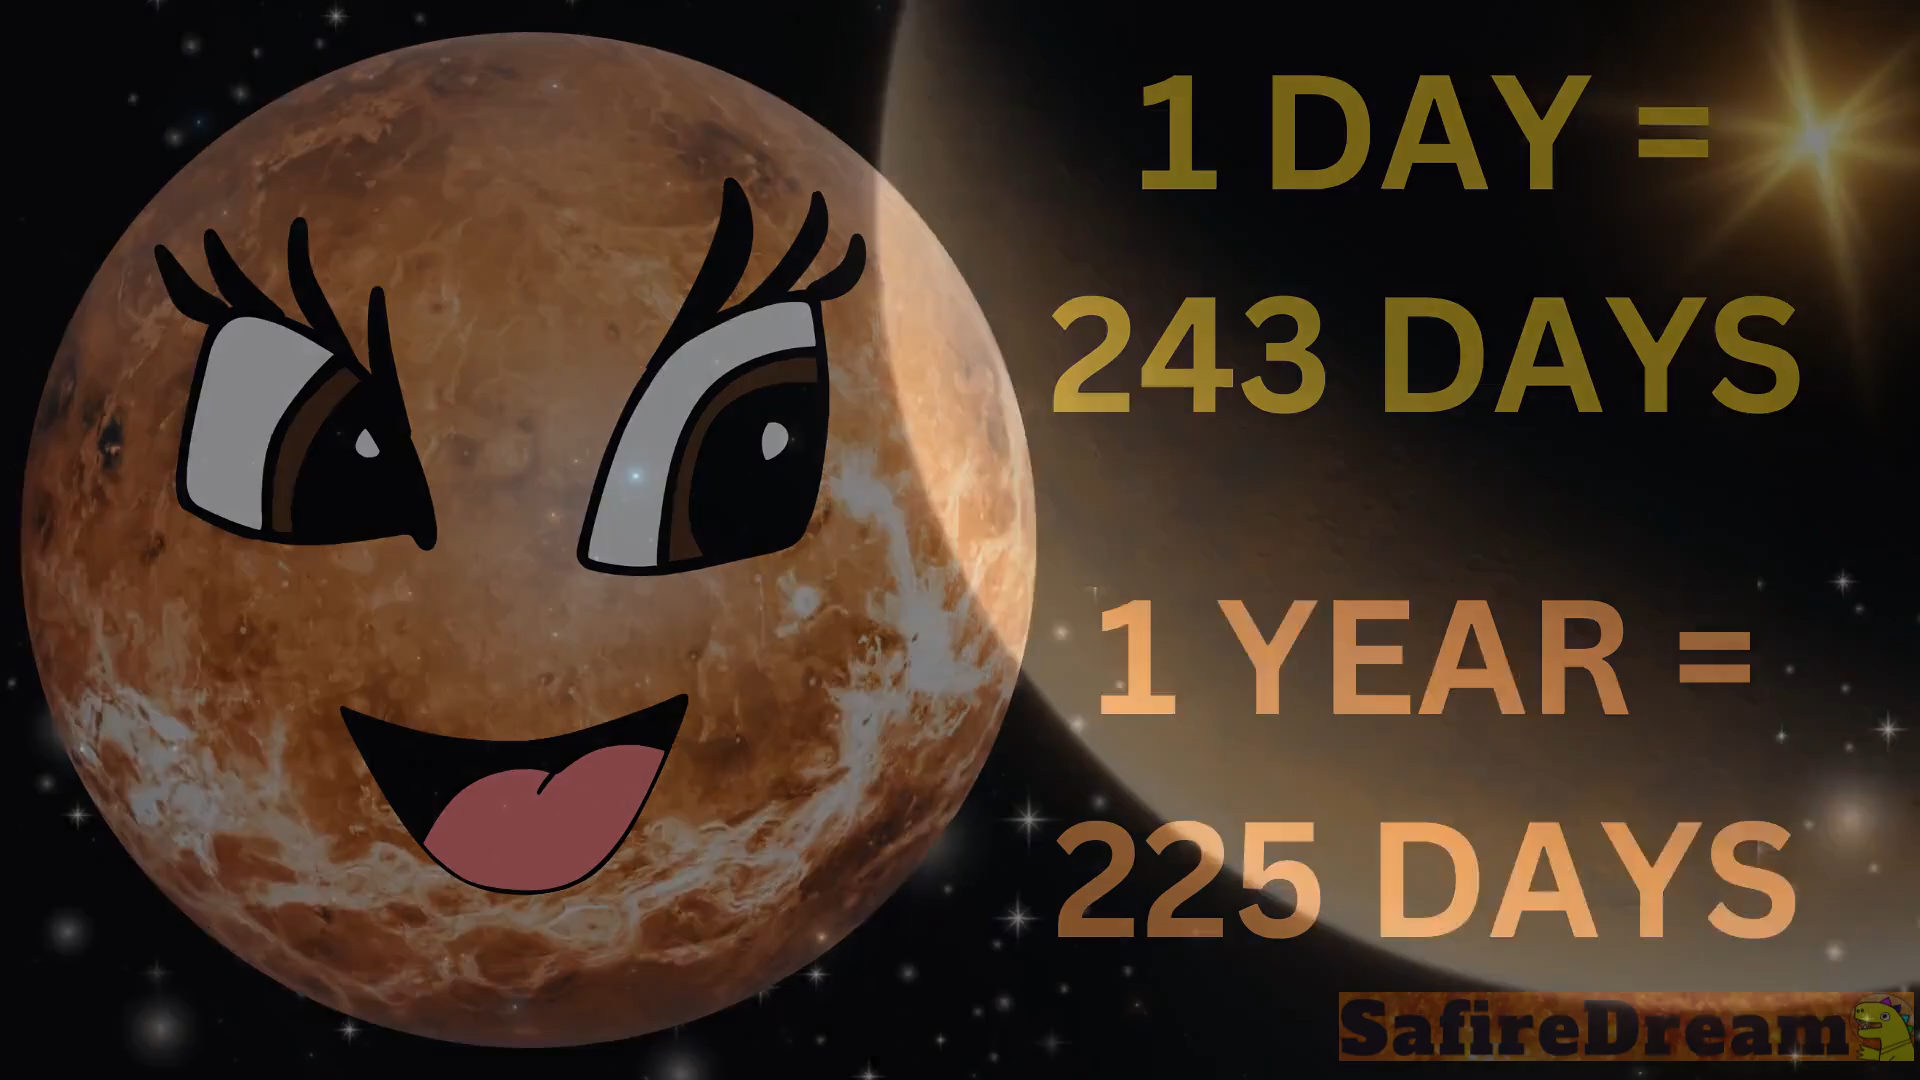 1 DAY =
243 DAYS
1 YEAR =
225 DAYS
SafireDream